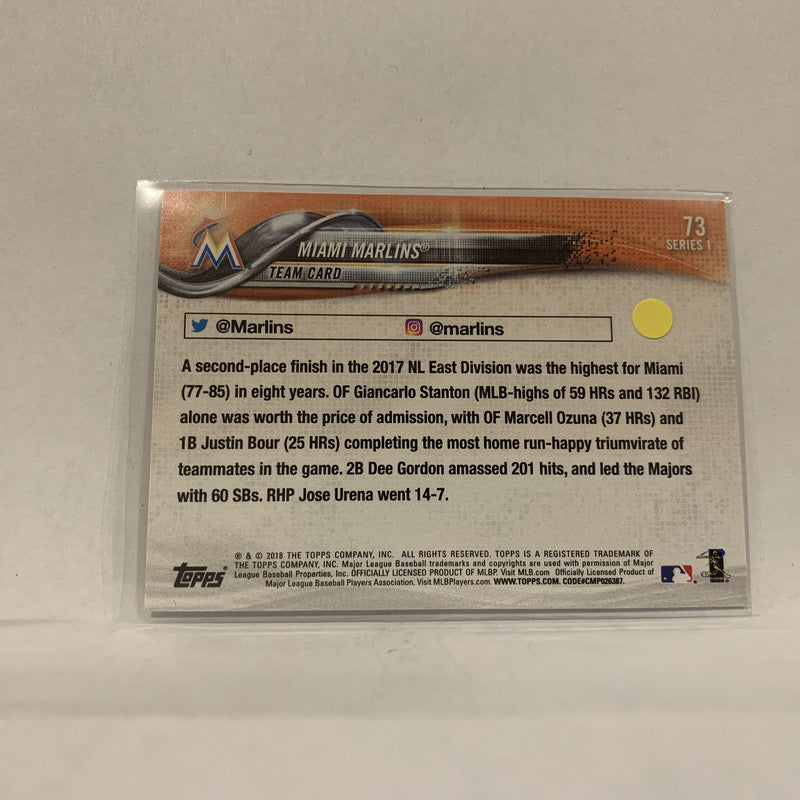 73
SERIES 1
M
MIAMI MARLINS®
TEAM CARD
@Marlins @marlins
A second-place finish in the 2017 NL East Division was the highest for Miami
(77-85) in eight years. OF Giancarlo Stanton (MLB-highs of 59 HRs and 132 RBI)
alone was worth the price of admission, with OF Marcell Ozuna (37 HRs) and
1B Justin Bour (25 HRs) completing the most home run-happy triumvirate of
teammates in the game. 2B Dee Gordon amassed 201 hits, and led the Majors
with 60 SBs. RHP Jose Urena went 14-7.
® & © 2018 THE TOPPS COMPANY, INC. ALL RIGHTS RESERVED. TOPPS IS A REGISTERED TRADEMARK OF
THE TOPPS COMPANY, INC. Major League Baseball trademarks and copyrights are used with permission of Major
League Baseball Properties, Inc. OFFICIALLY LICENSED PRODUCT OF MLBP. Visit MLB.com Officially Licensed Product of
Major League Baseball Players Association. Visit MLBPlayers.com. WWW.TOPPS.COM. CODE#CMP026387.
topps